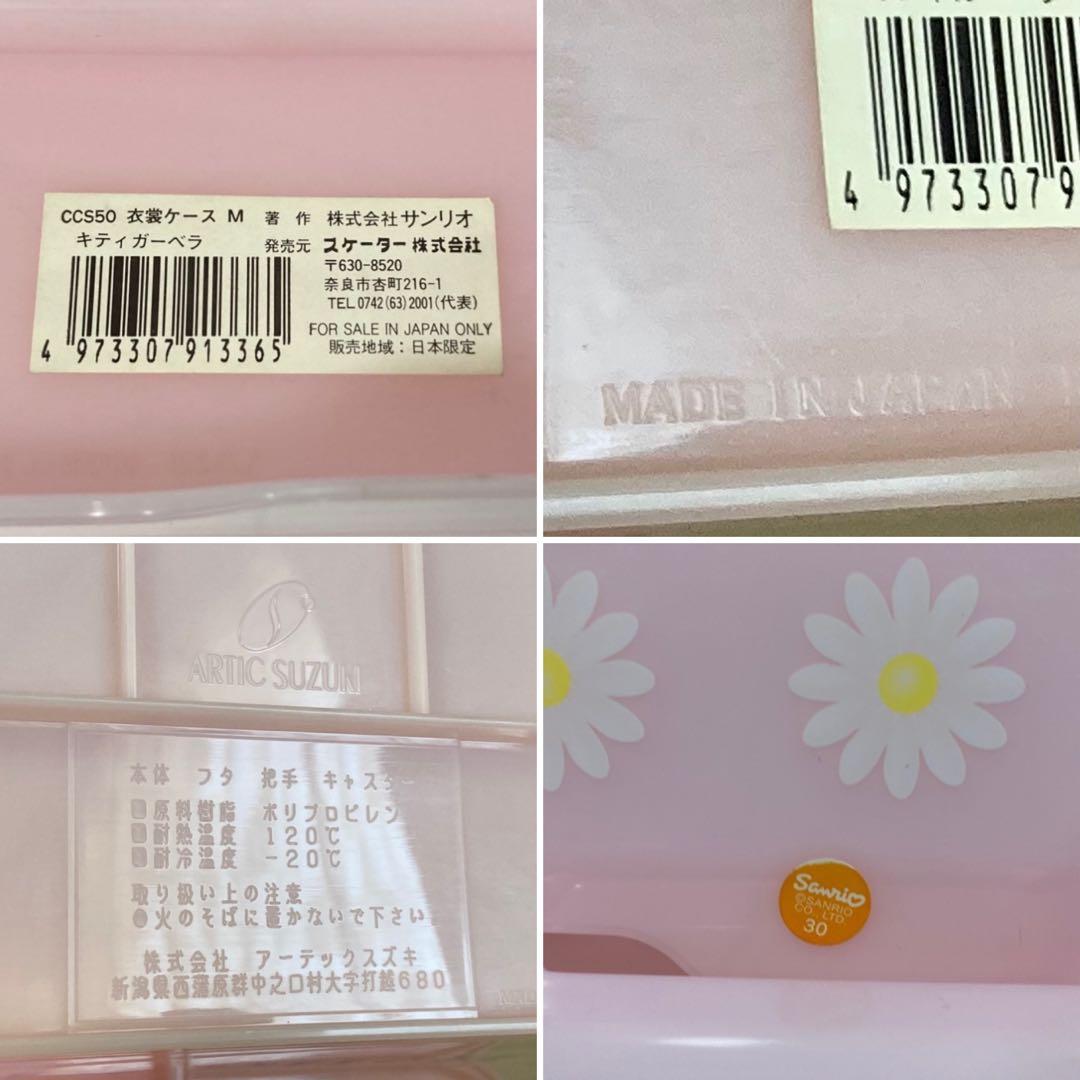 CCS50 衣裳ケース M
キティガーベラ
4 973307 913365
著 作 株式会社サンリオ
発売元 スケーター株式会社
〒630-8520
奈良市杏町216-1
TEL.0742(63)2001(代表)
FOR SALE IN JAPAN ONLY
販売地域：日本限定
4 973307 9
MADE IN JAPAN
ARTIC SUZUKI
本体 フタ 把手 キャスター
原料樹脂 ポリプロピレン
耐熱温度 120℃
耐冷温度 -20℃
取り扱い上の注意
●火のそばに置かないで下さい
株式会社 アーテックスズキ
新潟県西蒲原群中之口村大字打越680
Sanrio
©SANRIO
CO., LTD.
30